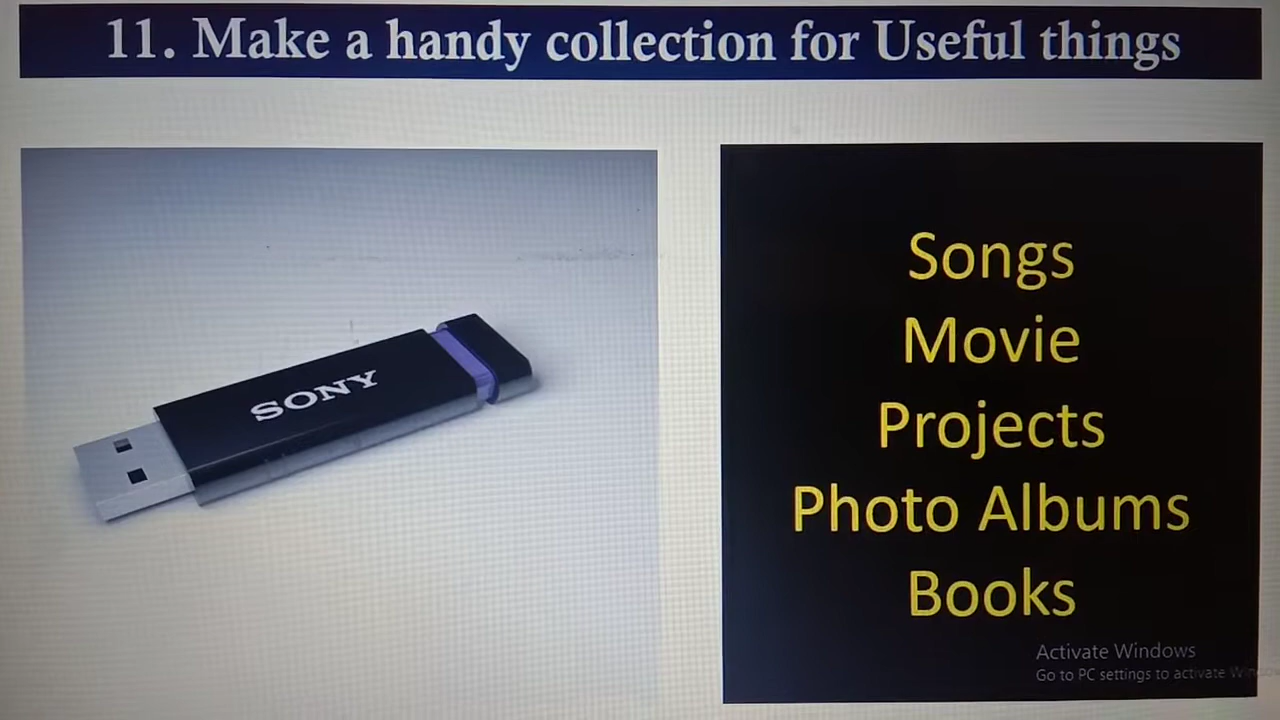 11. Make a handy collection for Useful things
SONY
Songs
Movie
Projects
Photo Albums
Books
Activate Windows
Go to PC settings to activate Windows